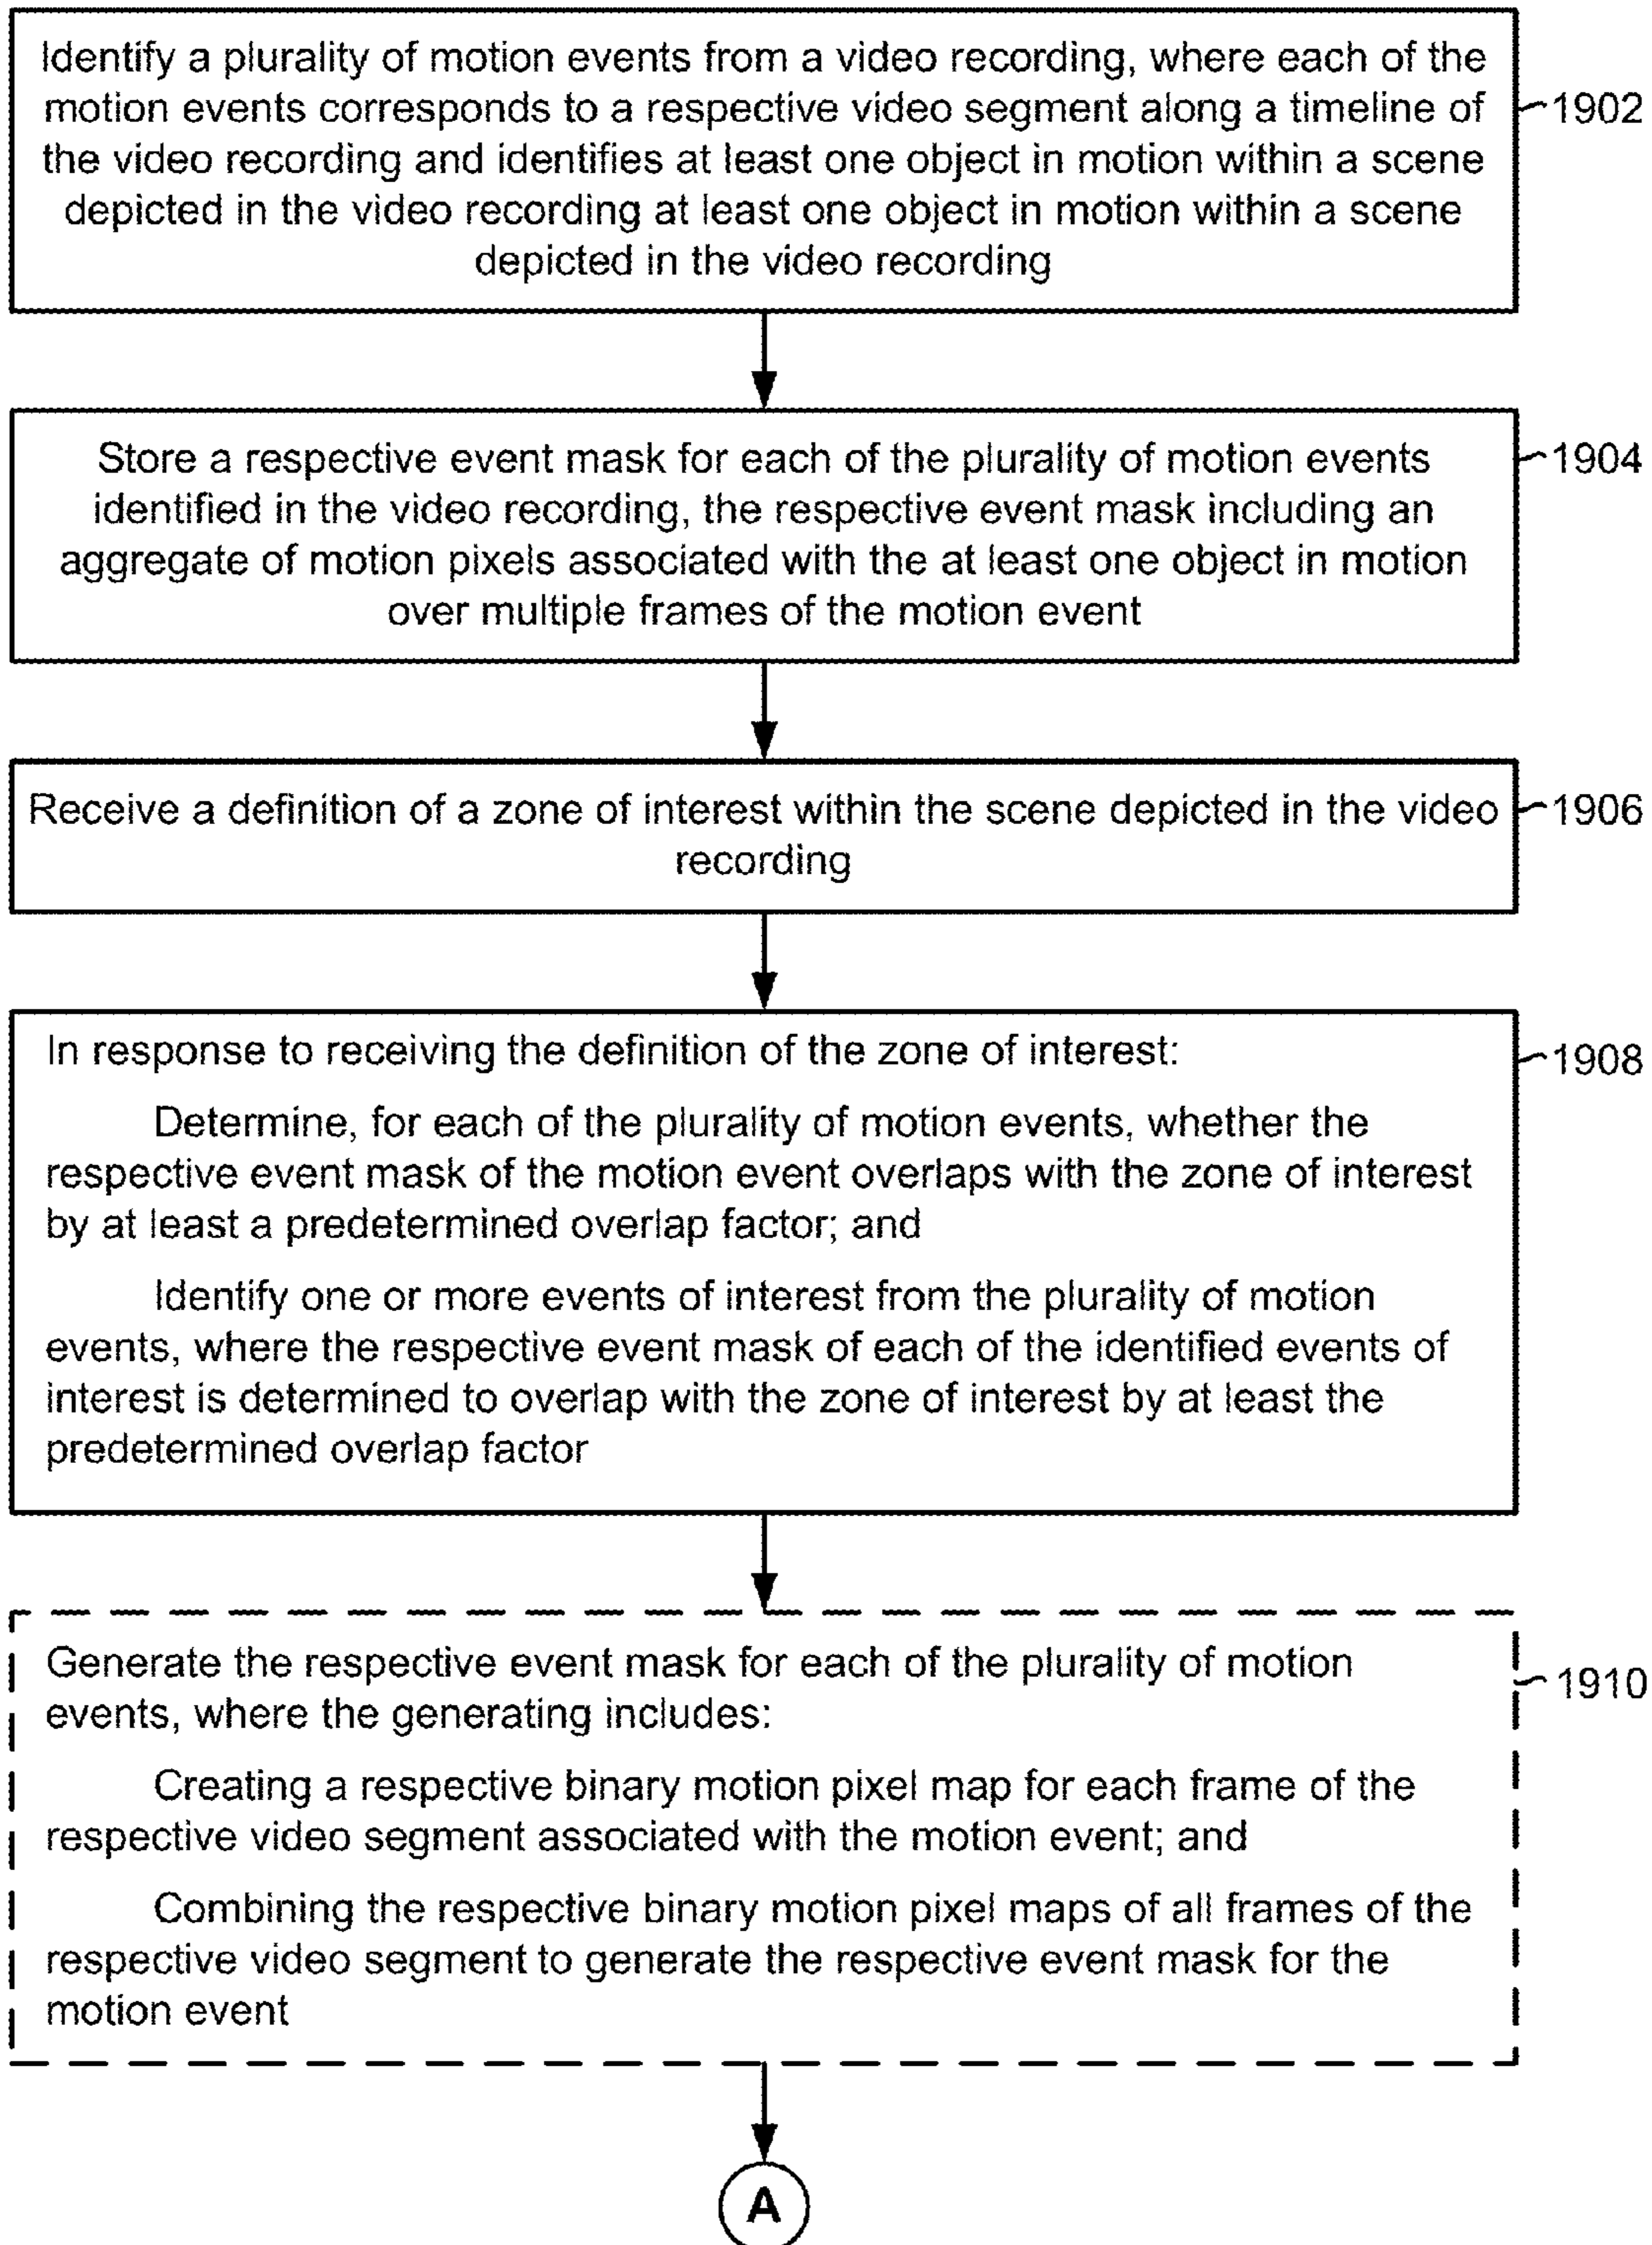 Identify a plurality of motion events from a video recording, where each of the
motion events corresponds to a respective video segment along a timeline of
the video recording and identifies at least one object in motion within a scene
depicted in the video recording at least one object in motion within a scene
depicted in the video recording
1902
Store a respective event mask for each of the plurality of motion events
identified in the video recording, the respective event mask including an
aggregate of motion pixels associated with the at least one object in motion
over multiple frames of the motion event
1904
Receive a definition of a zone of interest within the scene depicted in the video
recording
1906
In response to receiving the definition of the zone of interest:
Determine, for each of the plurality of motion events, whether the
respective event mask of the motion event overlaps with the zone of interest
by at least a predetermined overlap factor; and
Identify one or more events of interest from the plurality of motion
events, where the respective event mask of each of the identified events of
interest is determined to overlap with the zone of interest by at least the
predetermined overlap factor
1908
Generate the respective event mask for each of the plurality of motion
events, where the generating includes:
Creating a respective binary motion pixel map for each frame of the
respective video segment associated with the motion event; and
Combining the respective binary motion pixel maps of all frames of the
respective video segment to generate the respective event mask for the
motion event
1910
A